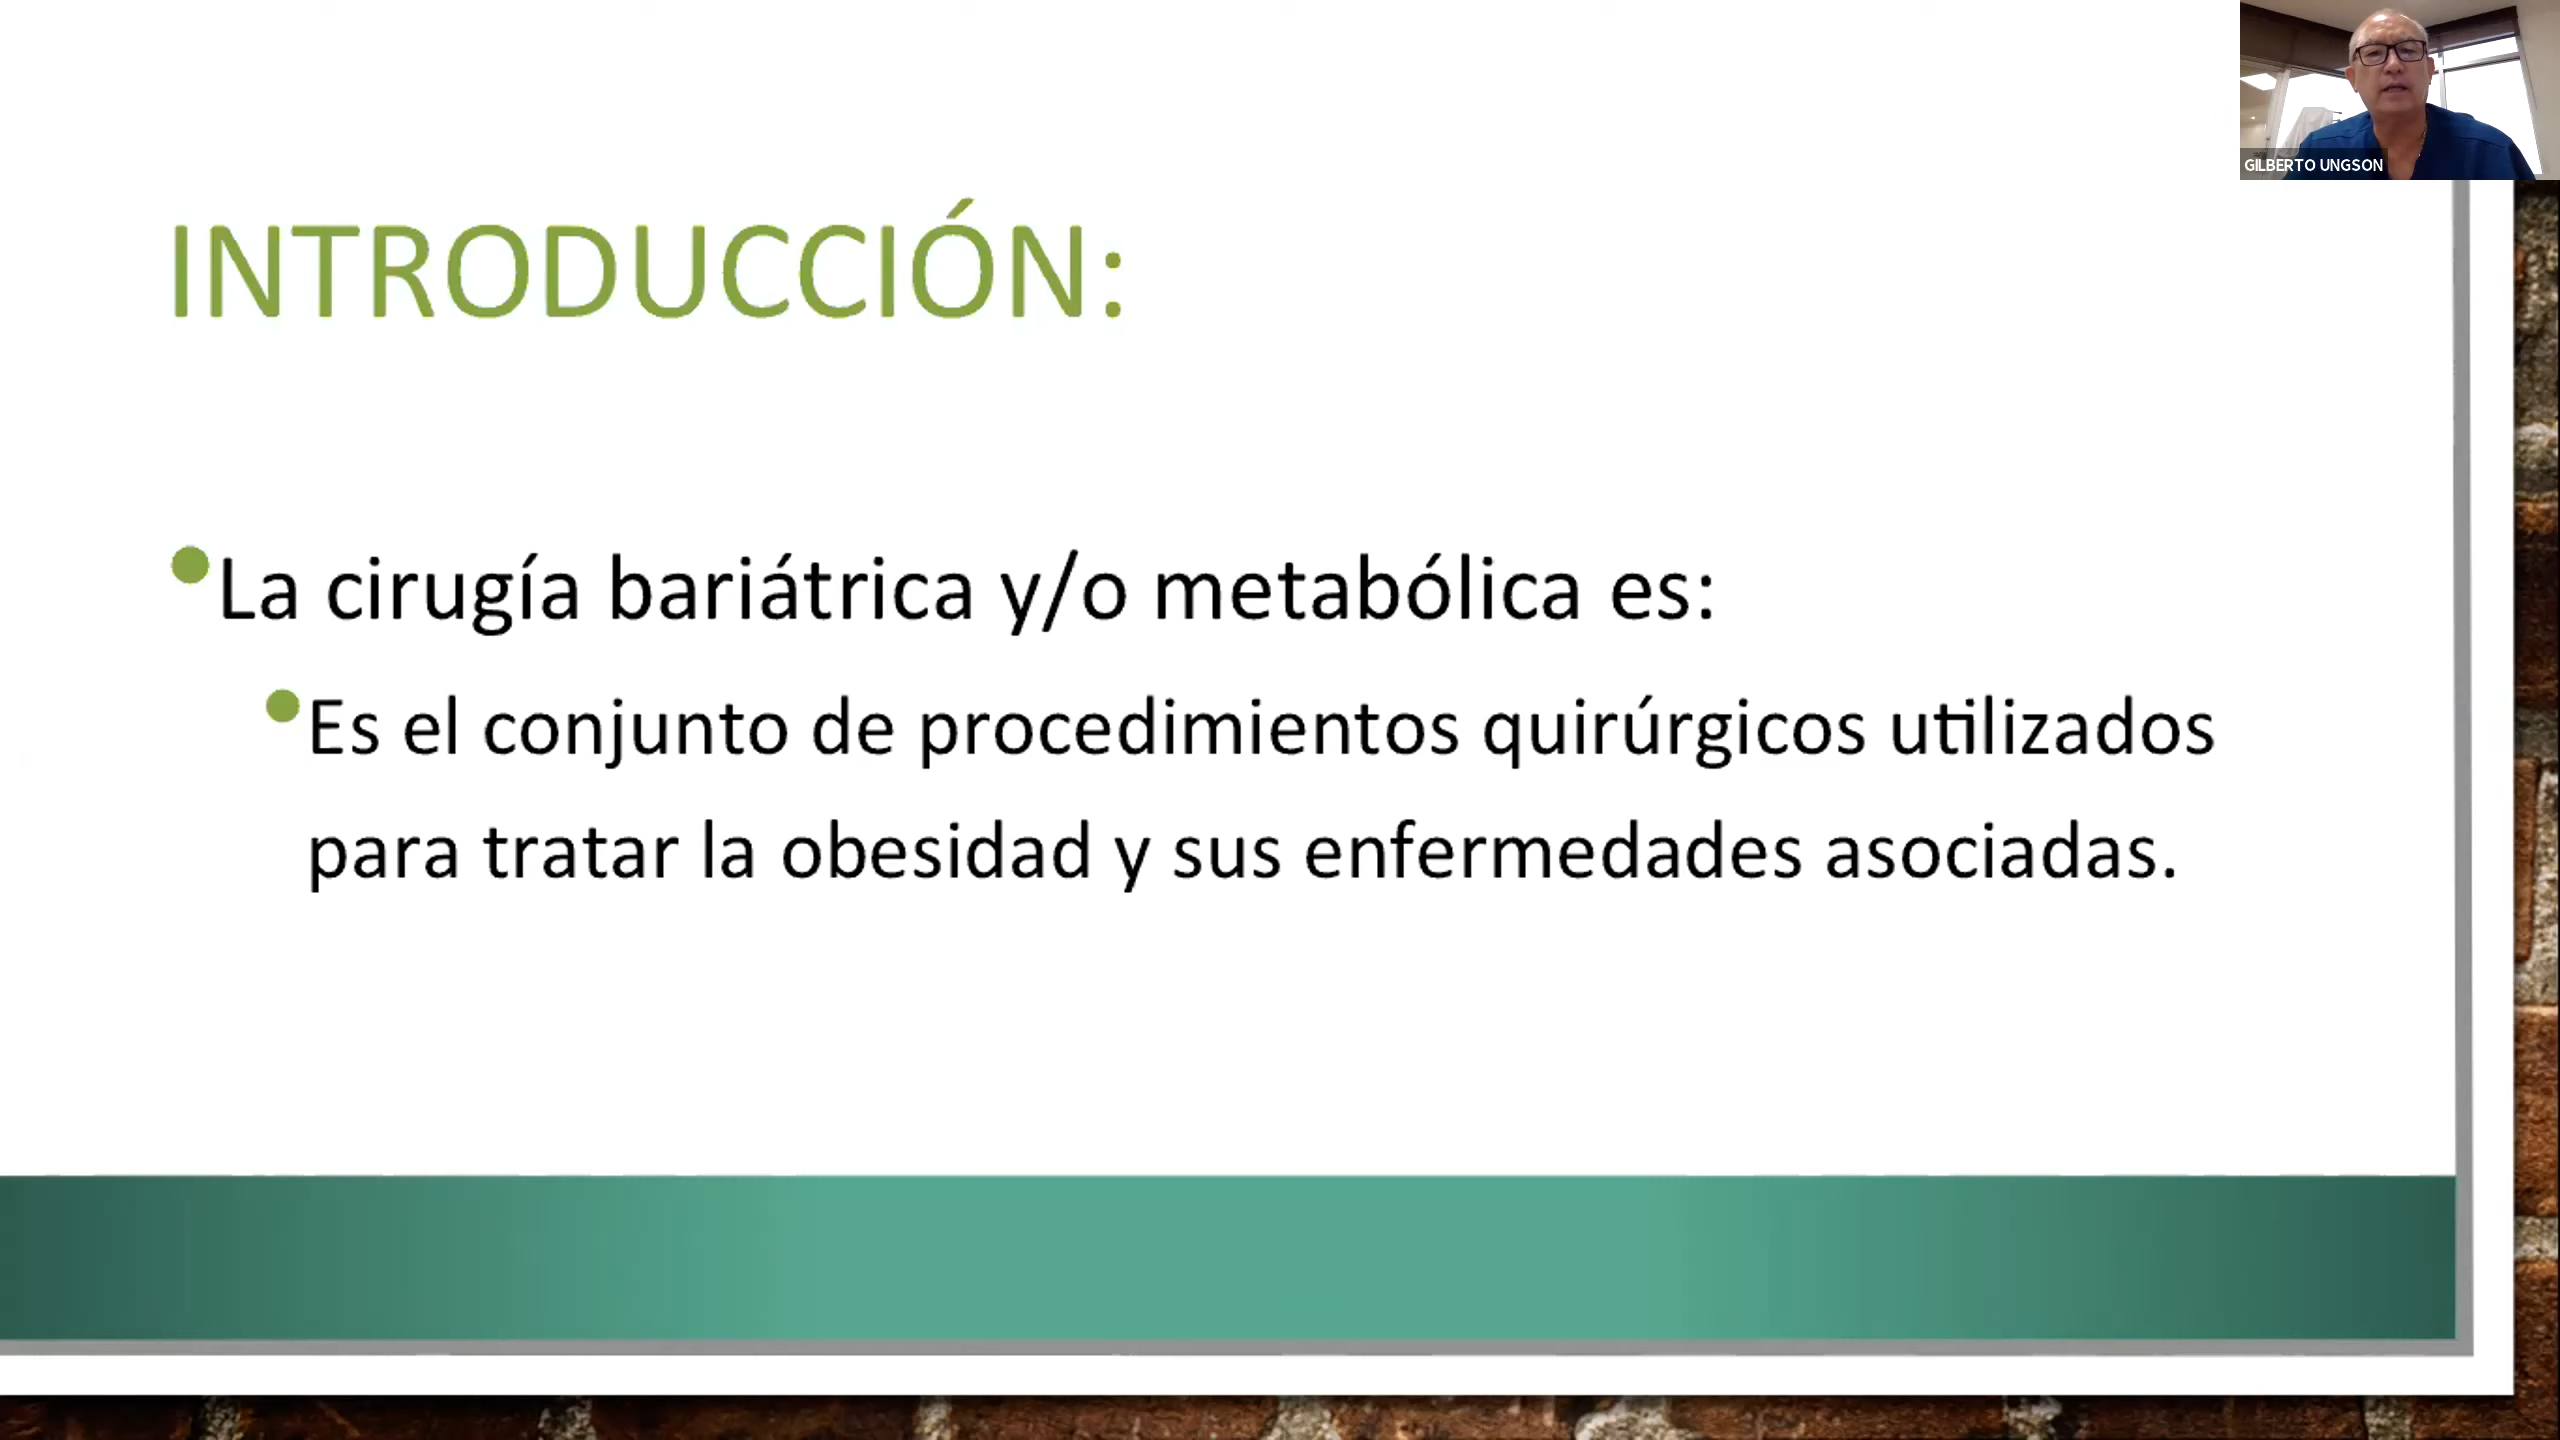 GILBERTO UNGSON
INTRODUCCIÓN:
La cirugía bariátrica y/o metabólica es:
Es el conjunto de procedimientos quirúrgicos utilizados
para tratar la obesidad y sus enfermedades asociadas.